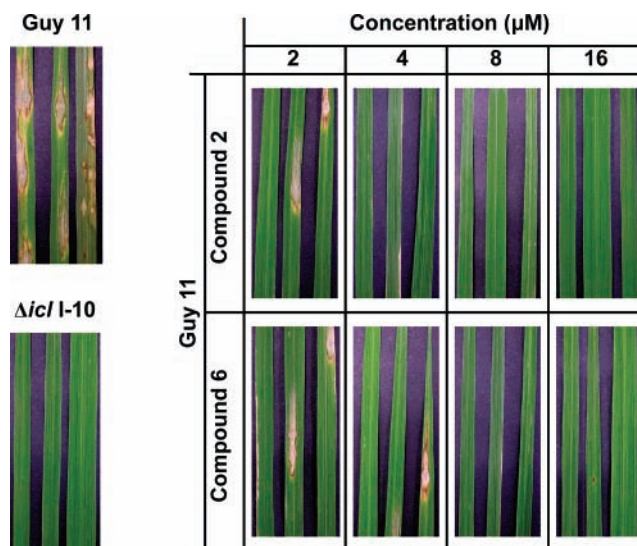 Guy 11
Concentration (µM)
2 4 8 16
Guy 11
Compound 2
Δicl I-10
Compound 6